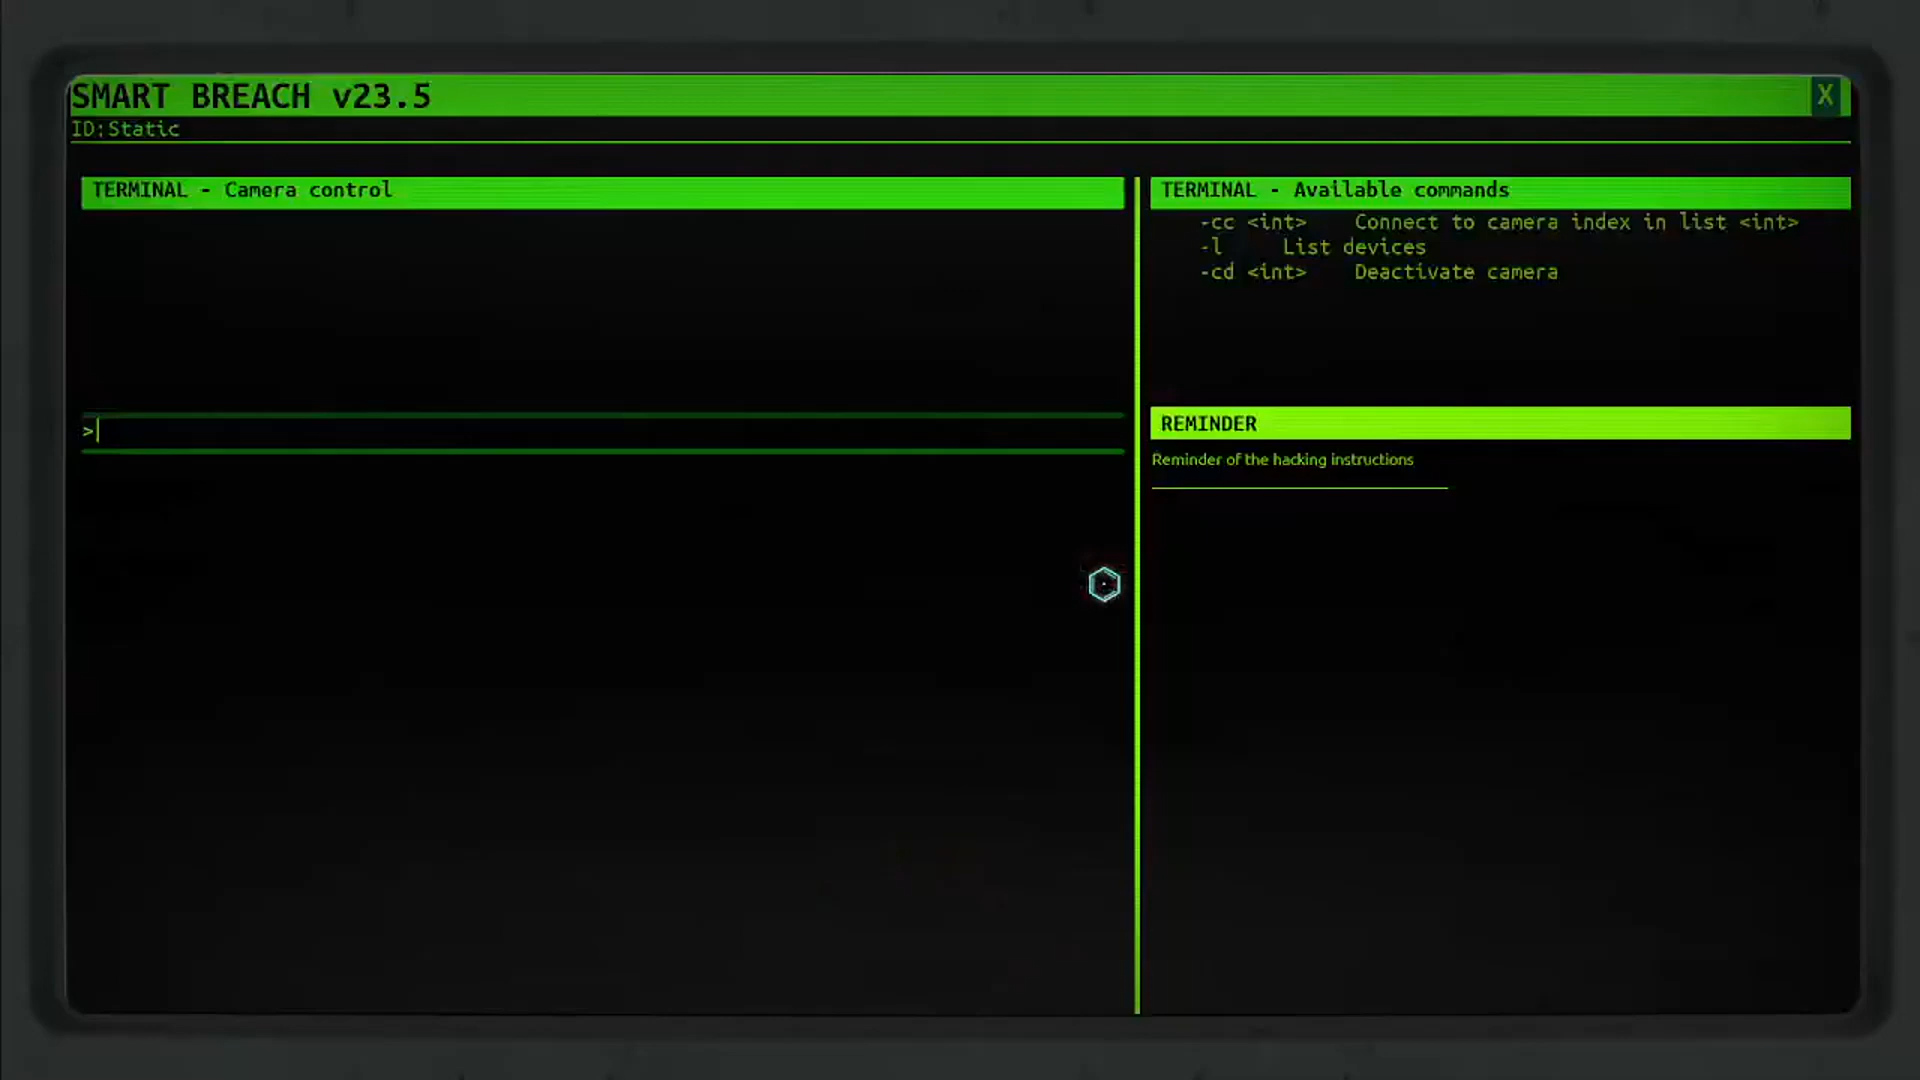 SMART BREACH v23.5
X
ID:Static
TERMINAL - Camera control
>
TERMINAL - Available commands
-cc <int> Connect to camera index in list <int>
-l List devices
-cd <int> Deactivate camera
REMINDER
Reminder of the hacking instructions